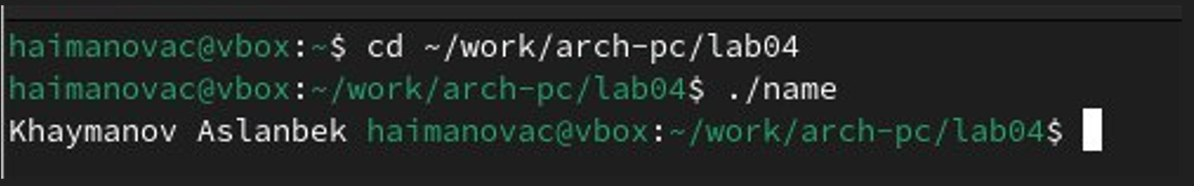 haimanovac@vbox:~$ cd ~/work/arch-pc/lab04
haimanovac@vbox:~/work/arch-pc/lab04$ ./name
Khaymanov Aslanbek haimanovac@vbox:~/work/arch-pc/lab04$